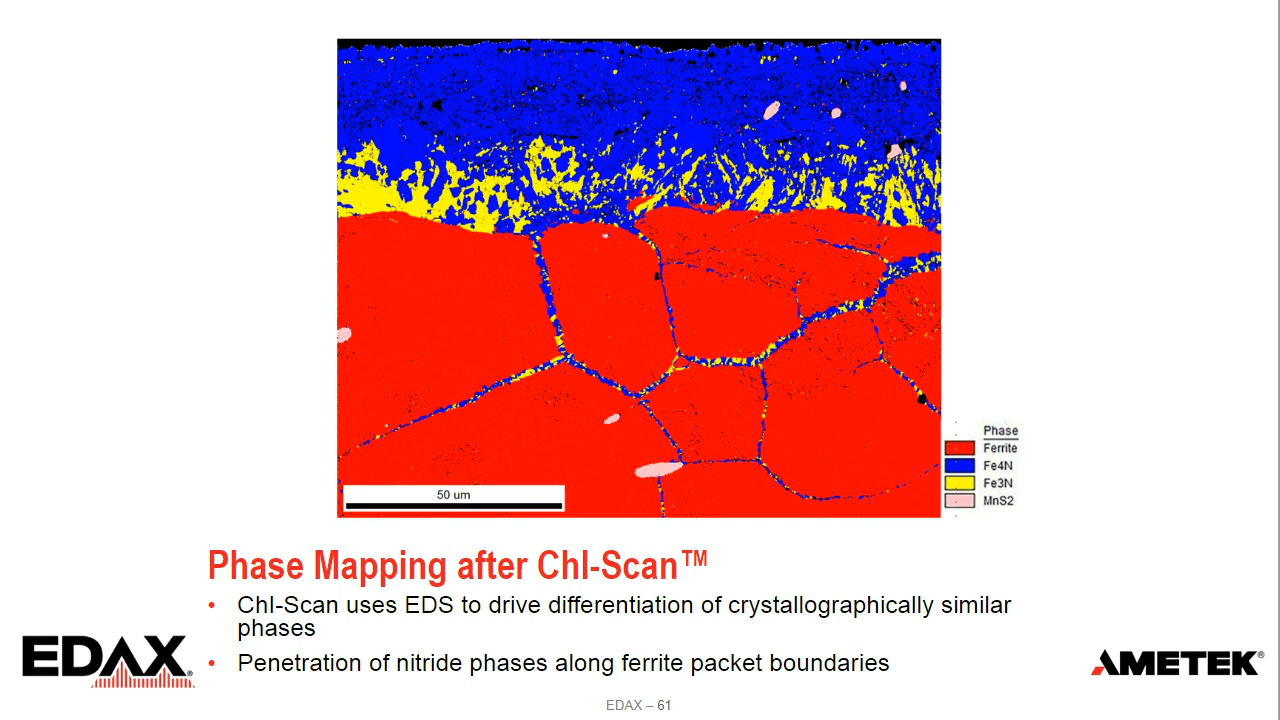 50 um
Phase
Ferrite
Fe4N
Fe3N
MnS2
Phase Mapping after ChI-Scan™
• ChI-Scan uses EDS to drive differentiation of crystallographically similar
phases
• Penetration of nitride phases along ferrite packet boundaries
EDAX®
AMETEK®
EDAX – 61